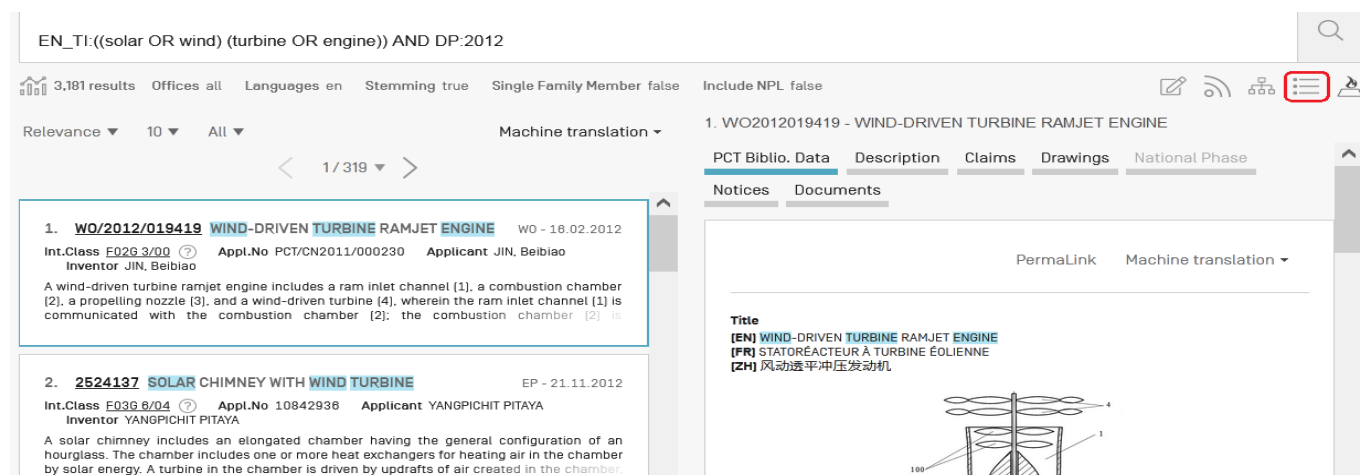 EN_TI:((solar OR wind) (turbine OR engine)) AND DP:2012
3,181 results Offices all Languages en Stemming true Single Family Member false Include NPL false
Relevance ▼ 10 ▼ All ▼ Machine translation ▼
1 / 319 ▼
1. WO/2012/019419 WIND-DRIVEN TURBINE RAMJET ENGINE WO - 16.02.2012
Int.Class F02G 3/00 ? Appl.No PCT/CN2011/000230 Applicant JIN, Beibiao
Inventor JIN, Beibiao
A wind-driven turbine ramjet engine includes a ram inlet channel (1), a combustion chamber
(2), a propelling nozzle (3), and a wind-driven turbine (4), wherein the ram inlet channel (1) is
communicated with the combustion chamber (2); the combustion chamber (2) is
2. 2524137 SOLAR CHIMNEY WITH WIND TURBINE EP - 21.11.2012
Int.Class F03G 6/04 ? Appl.No 10842936 Applicant YANGPICHIT PITAYA
Inventor YANGPICHIT PITAYA
A solar chimney includes an elongated chamber having the general configuration of an
hourglass. The chamber includes one or more heat exchangers for heating air in the chamber
by solar energy. A turbine in the chamber is driven by updrafts of air created in the chamber.
1. WO2012019419 - WIND-DRIVEN TURBINE RAMJET ENGINE
PCT Biblio. Data Description Claims Drawings National Phase
Notices Documents
PermaLink Machine translation ▼
Title
[EN] WIND-DRIVEN TURBINE RAMJET ENGINE
[FR] STATORÉACTEUR À TURBINE ÉOLIENNE
[ZH] 风动透平冲压发动机
4
1
100